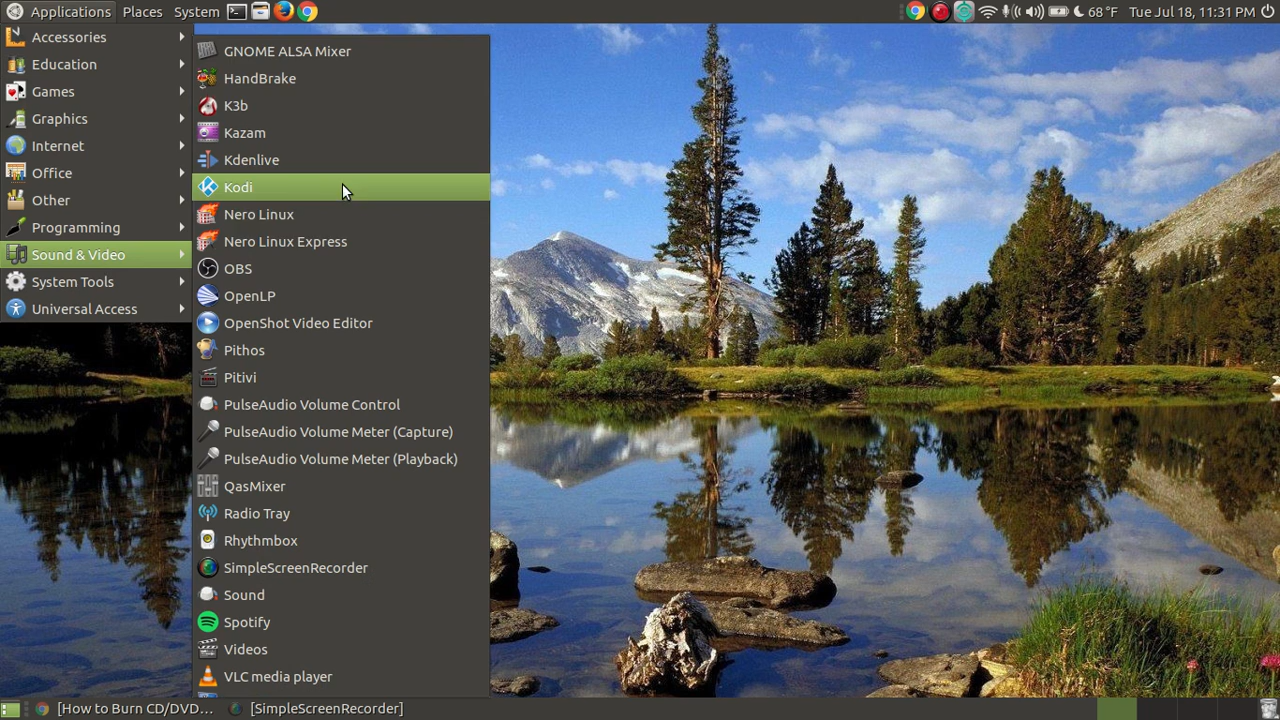 Applications Places System 68 °F Tue Jul 18, 11:31 PM
Accessories
Education
Games
Graphics
Internet
Office
Other
Programming
Sound & Video
System Tools
Universal Access
GNOME ALSA Mixer
HandBrake
K3b
Kazam
Kdenlive
Kodi
Nero Linux
Nero Linux Express
OBS
OpenLP
OpenShot Video Editor
Pithos
Pitivi
PulseAudio Volume Control
PulseAudio Volume Meter (Capture)
PulseAudio Volume Meter (Playback)
QasMixer
Radio Tray
Rhythmbox
SimpleScreenRecorder
Sound
Spotify
Videos
VLC media player
[How to Burn CD/DVD... [SimpleScreenRecorder]